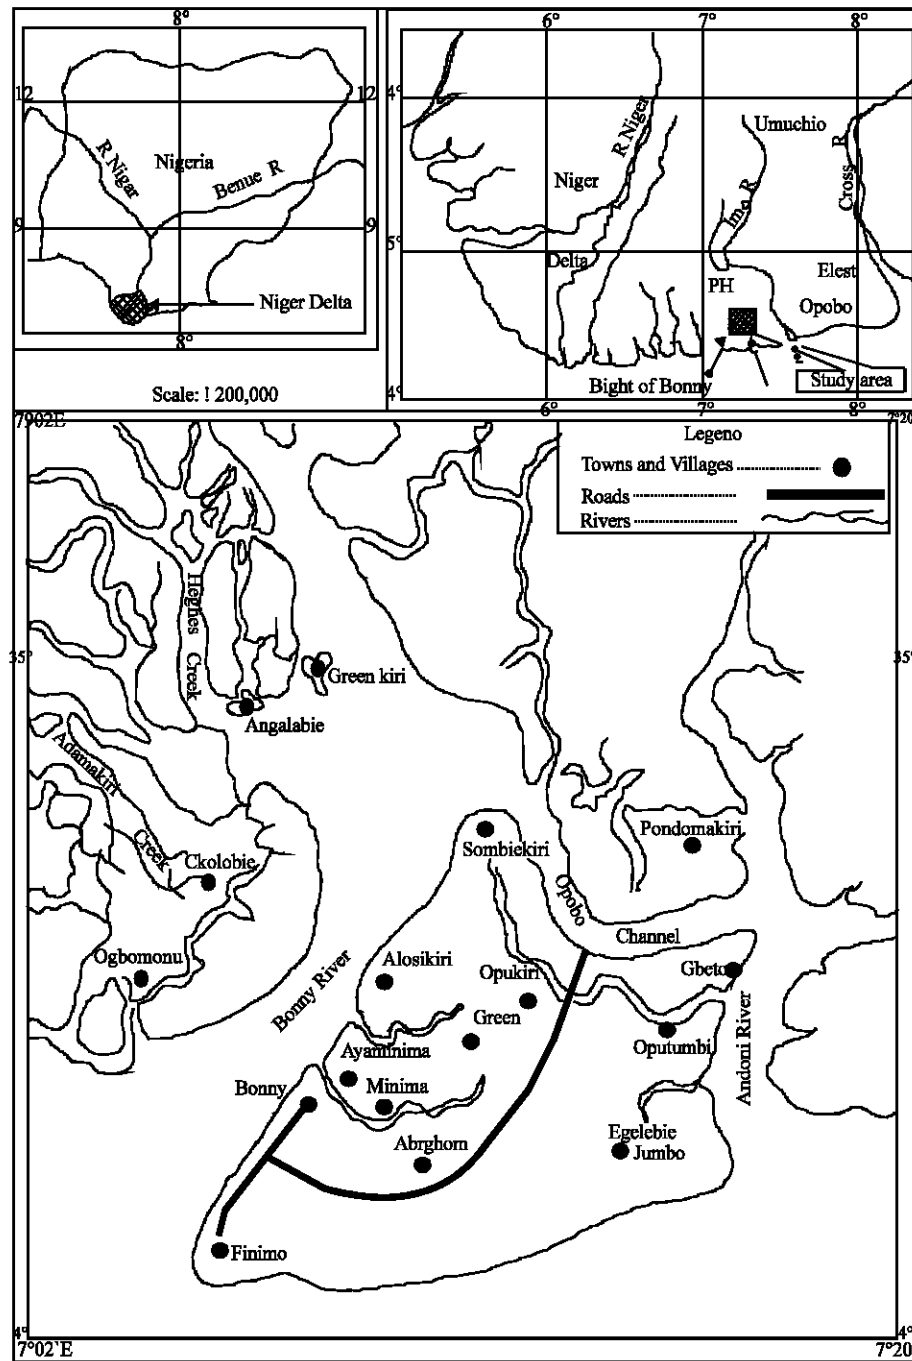 8°
12
12
R Nigar
Nigeria
Benue R
9
9
Niger Delta
8°
Scale: ! 200,000
6°
7°
8°
4°
R Niger
Umuchio
Niger
Imo R
Cross R
5°
Delta
PH
Elest
Opobo
Bight of Bonny
Study area
4°
6°
7°
8°
7°02E
7°20
Legeno
Towns and Villages
Roads
Rivers
Heghes Creek
35°
35°
Green kiri
Angalabie
Adamakiri Creek
Pondomakiri
Sombiekiri
Ckolobie
Opobo
Channel
Ogbomonu
Alosikiri
Opukiri
Gbeto
Bonny River
Green
Oputumbi
Andoni River
Ayaminima
Bonny
Minima
Abrghorn
Egelebie
Jumbo
Finimo
4°
4°
7°02`E
7°20